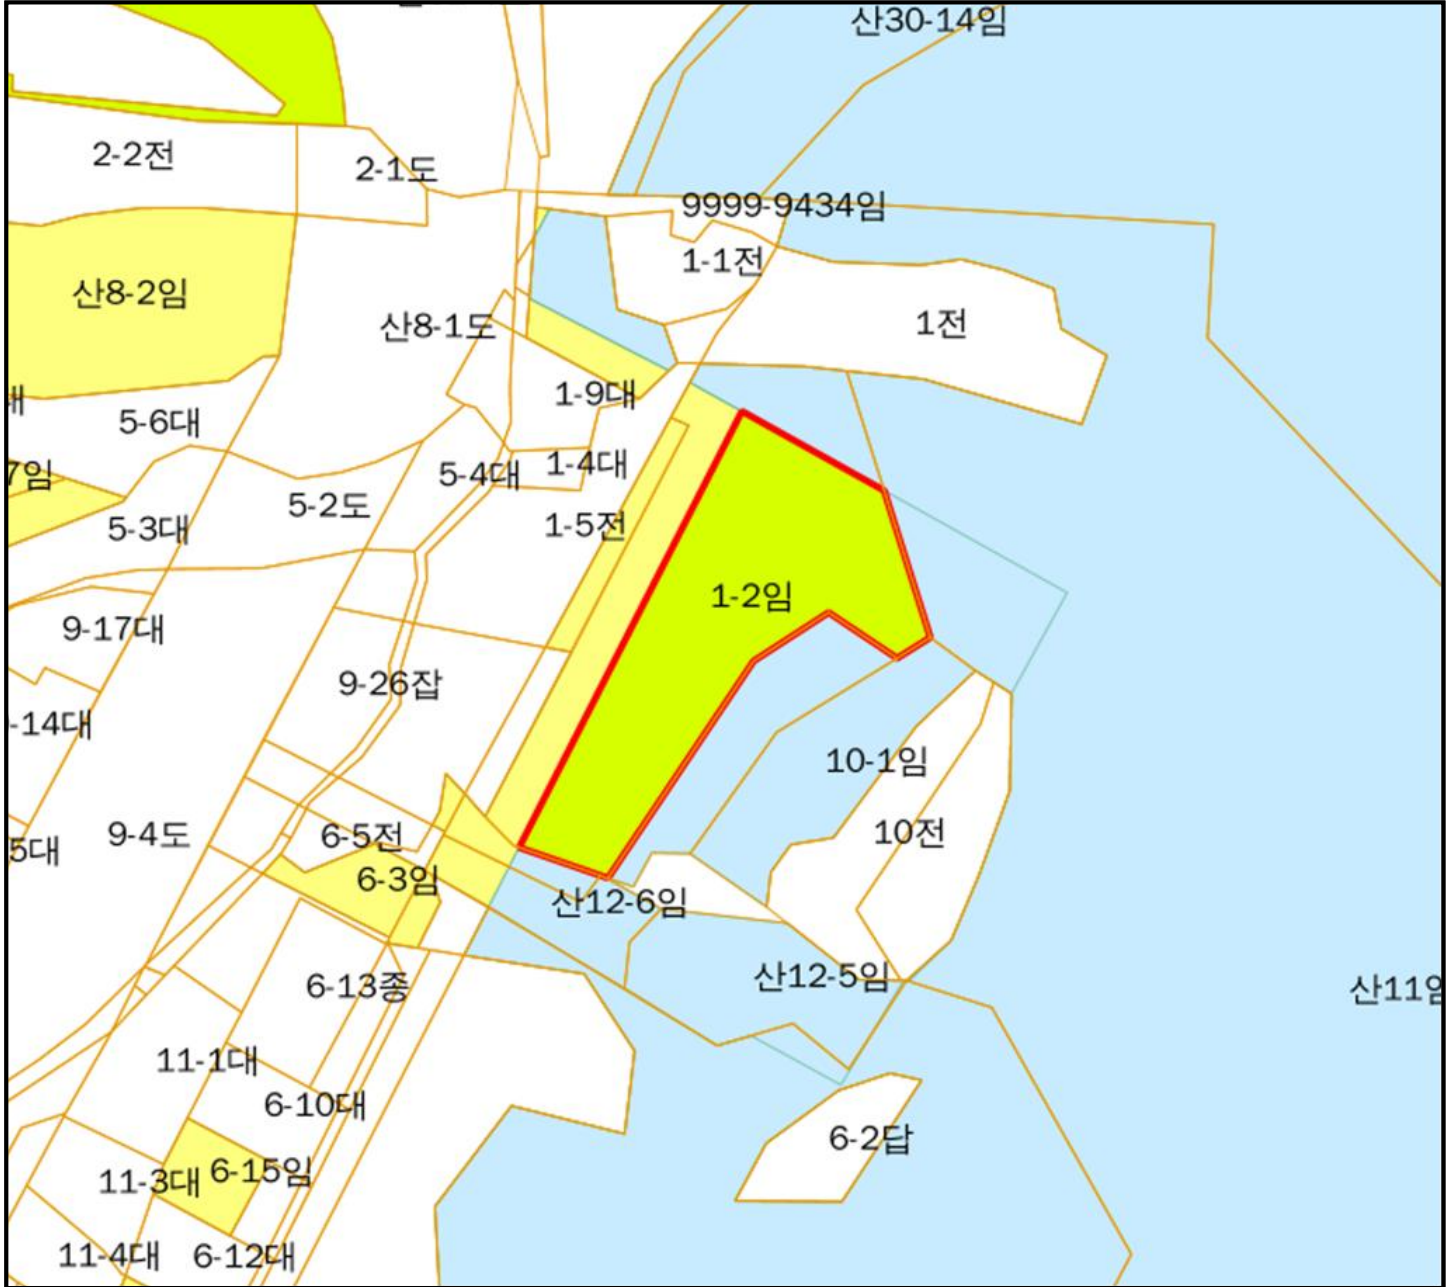 산30-14임
2-2전
2-1도
9999-9434임
1-1전
산8-2임
산8-1도
1전
1-9대
5-6대
7임
5-4대
1-4대
5-2도
5-3대
1-5전
1-2임
9-17대
9-26잡
-14대
10-1임
9-4도
6-5전
10전
5대
6-3임
산12-6임
산12-5임
6-13종
산11임
11-1대
6-10대
6-2답
11-3대
6-15임
11-4대
6-12대